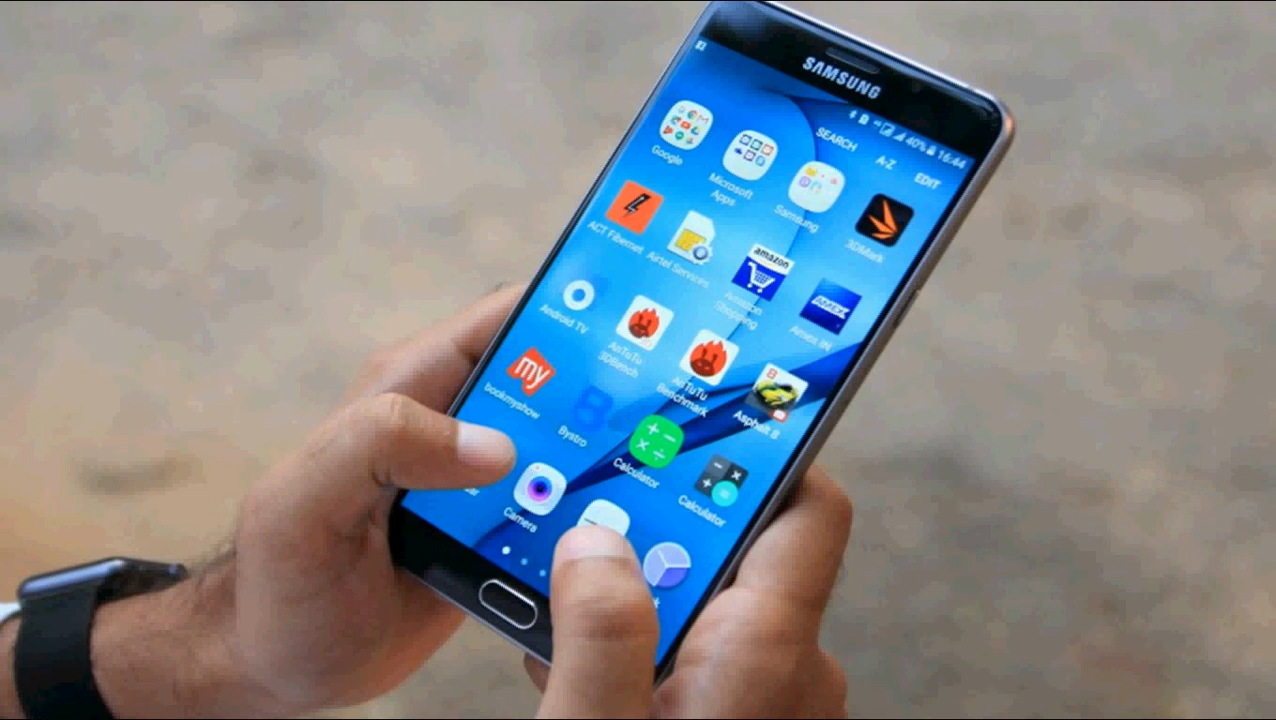 SAMSUNG
40% 16:44
SEARCH A-Z EDIT
Google
Microsoft
Apps
Samsung
3DMark
ACT Fibernet
Airtel Services
amazon
Amazon
Shopping
AMEX
Amex IN
Android TV
AnTuTu
3DBench
AnTuTu
Benchmark
Asphalt 8
my
bookmyshow
Bystro
Calculator
Calculator
Camera